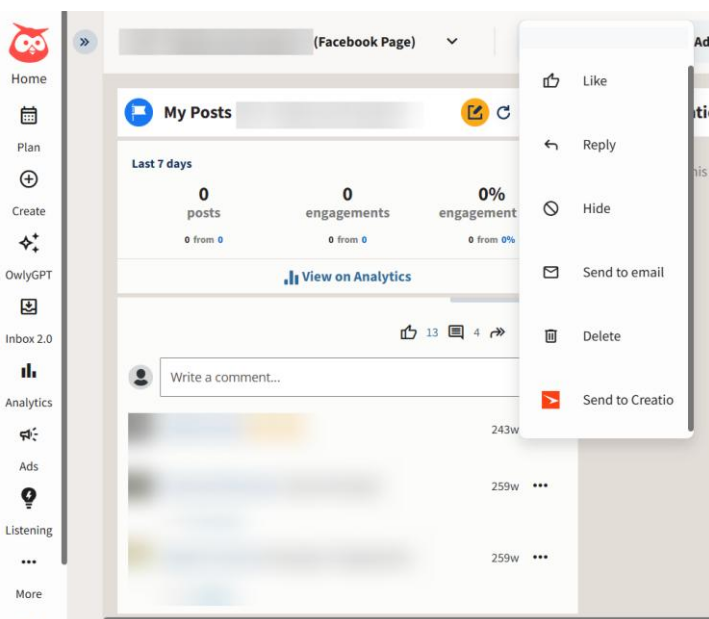 Home
Plan
Create
OwlyGPT
Inbox 2.0
Analytics
Ads
Listening
More
(Facebook Page)
My Posts
Last 7 days
0 0 0%
posts engagements engagement
0 from 0 0 from 0 0 from 0%
View on Analytics
13 4
Write a comment...
243w
259w
259w
Like
Reply
Hide
Send to email
Delete
Send to Creatio
Ad